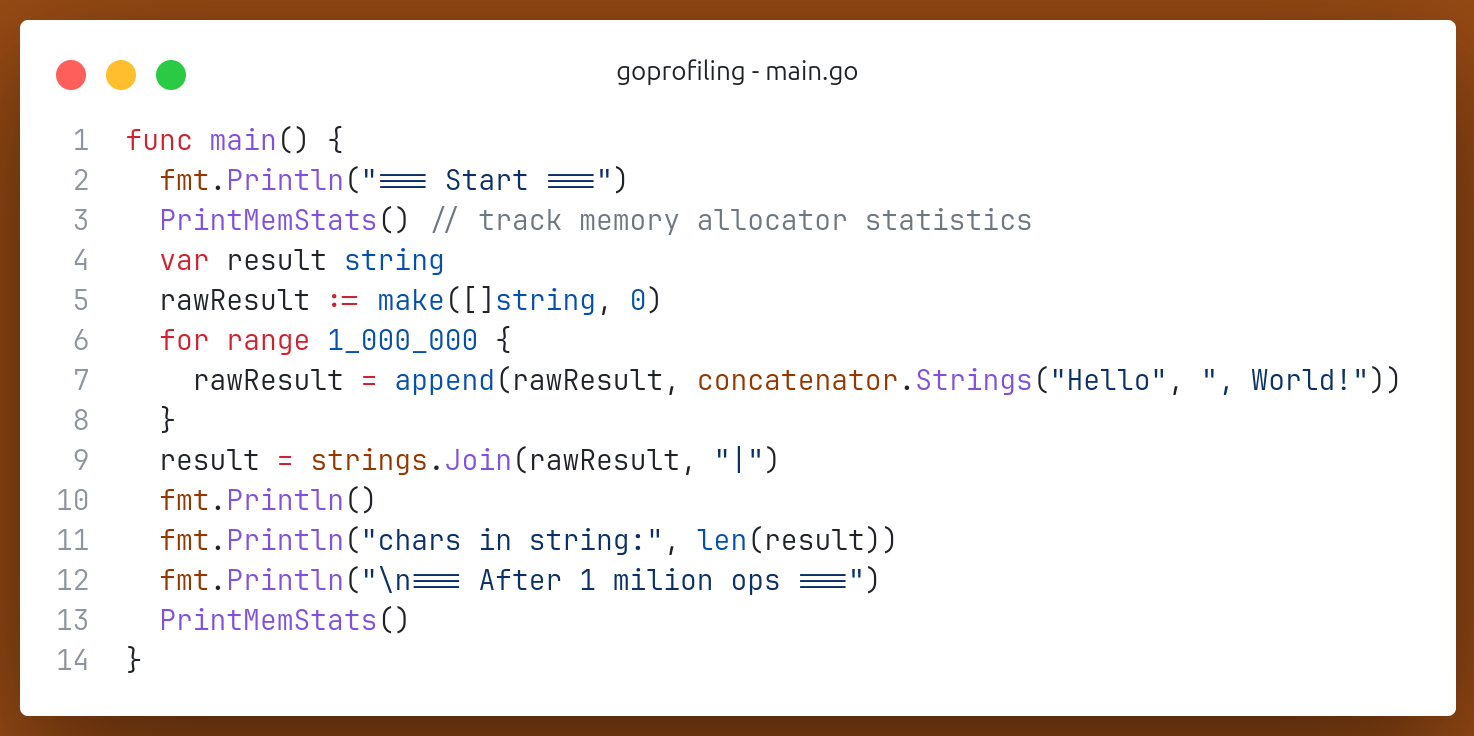 goprofiling - main.go
1 func main() {
2   fmt.Println("=== Start ===")
3   PrintMemStats() // track memory allocator statistics
4   var result string
5   rawResult := make([]string, 0)
6   for range 1_000_000 {
7     rawResult = append(rawResult, concatenator.Strings("Hello", ", World!"))
8   }
9   result = strings.Join(rawResult, "|")
10   fmt.Println()
11   fmt.Println("chars in string:", len(result))
12   fmt.Println("\n=== After 1 milion ops ===")
13   PrintMemStats()
14 }